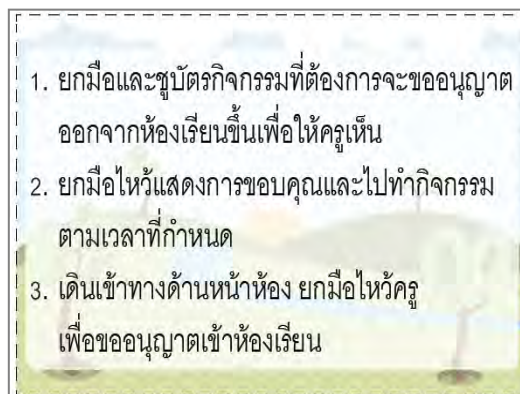 1. ยกมือและชูบัตรกิจกรรมที่ต้องการจะขออนุญาต
ออกจากห้องเรียนขึ้นเพื่อให้ครูเห็น
2. ยกมือไหว้แสดงการขอบคุณและไปทำกิจกรรม
ตามเวลาที่กำหนด
3. เดินเข้าทางด้านหน้าห้อง ยกมือไหว้ครู
เพื่อขออนุญาตเข้าห้องเรียน